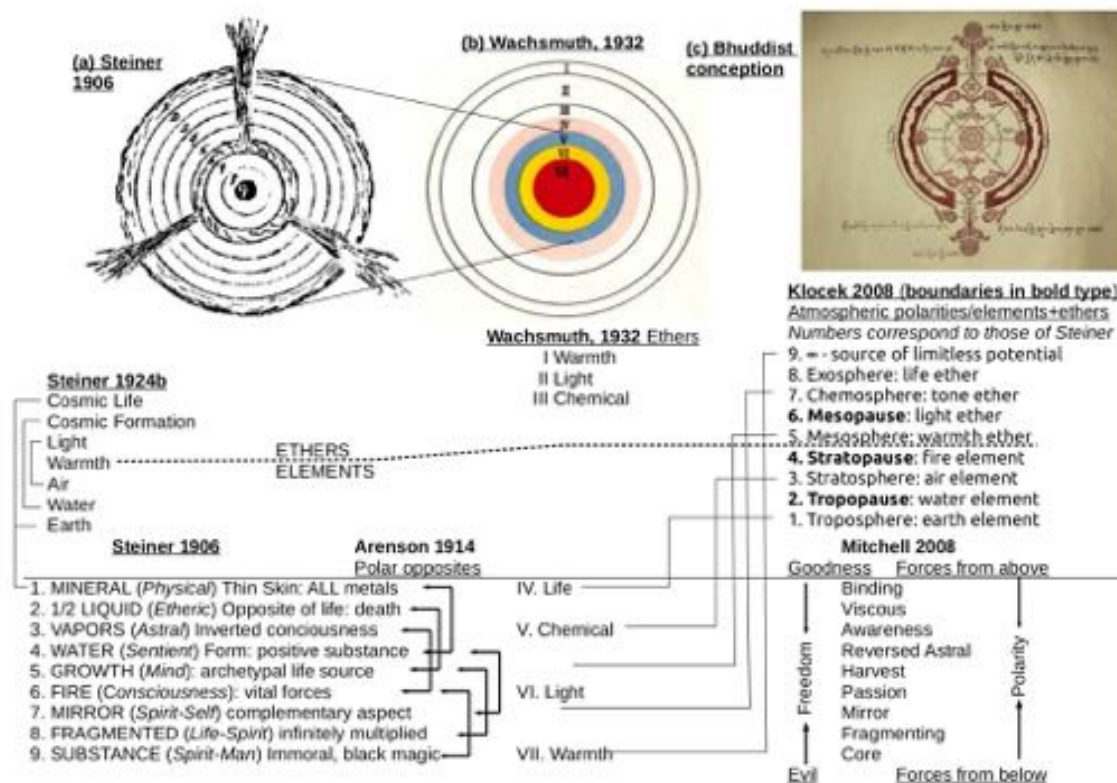 (a) Steiner
1906
(b) Wachsmuth, 1932
(c) Bhuddist
conception
I
II
III
IV
V
VI
VII
Wachsmuth, 1932 Ethers
I Warmth
II Light
III Chemical
Klocek 2008 (boundaries in bold type)
Atmospheric polarities/elements+ethers
Numbers correspond to those of Steiner
9. ∞ - source of limitless potential
8. Exosphere: life ether
7. Chemosphere: tone ether
6. Mesopause: light ether
5. Mesosphere: warmth ether
4. Stratopause: fire element
3. Stratosphere: air element
2. Tropopause: water element
1. Troposphere: earth element
Steiner 1924b
Cosmic Life
Cosmic Formation
Light
Warmth
Air
Water
Earth
ETHERS
ELEMENTS
Steiner 1906
Arenson 1914
Polar opposites
1. MINERAL (Physical) Thin Skin: ALL metals
2. 1/2 LIQUID (Etheric) Opposite of life: death
3. VAPORS (Astral) Inverted conciousness
4. WATER (Sentient) Form: positive substance
5. GROWTH (Mind): archetypal life source
6. FIRE (Consciousness): vital forces
7. MIRROR (Spirit-Self) complementary aspect
8. FRAGMENTED (Life-Spirit) infinitely multiplied
9. SUBSTANCE (Spirit-Man) Immoral, black magic
IV. Life
V. Chemical
VI. Light
VII. Warmth
Mitchell 2008
Goodness Forces from above
Binding
Viscous
Awareness
Reversed Astral
Harvest
Passion
Mirror
Fragmenting
Core
Freedom
Polarity
Evil Forces from below